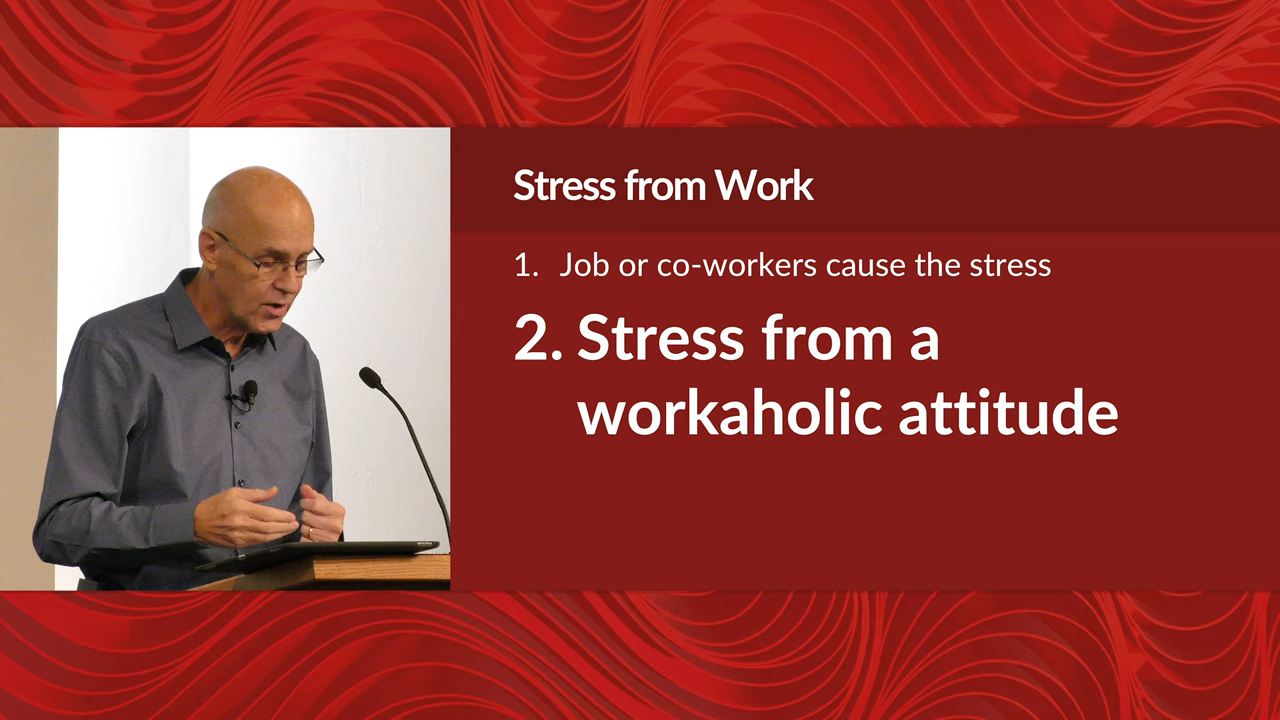 Stress from Work
1. Job or co-workers cause the stress
2. Stress from a
workaholic attitude